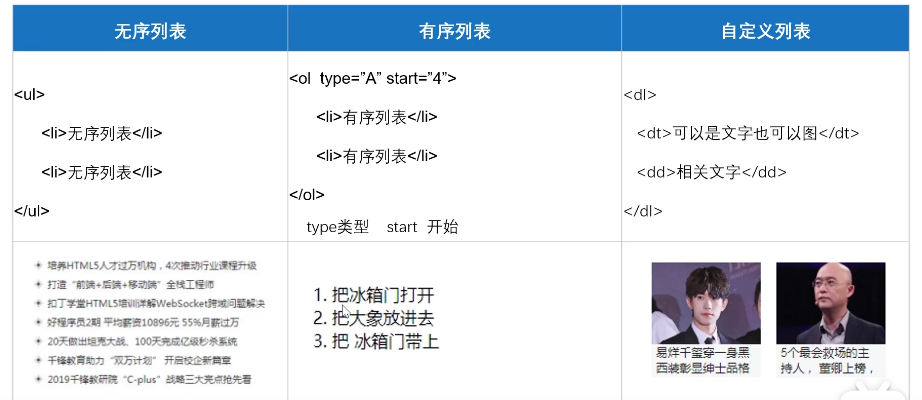 无序列表
有序列表
自定义列表
<ul>
<li>无序列表</li>
<li>无序列表</li>
</ul>
<ol type=”A” start=”4”>
<li>有序列表</li>
<li>有序列表</li>
</ol>
type类型 start 开始
<dl>
<dt>可以是文字也可以图</dt>
<dd>相关文字</dd>
</dl>
培养HTML5人才过万机构，4次推动行业课程升级
打造“前端+后端+移动端”全栈工程师
扣丁学堂HTML5培训详解WebSocket跨域问题解决
好程序员2期 平均薪资10896元 55%月薪过万
20天做出坦克大战、100天完成亿级秒杀系统
千锋教育助力“双万计划” 开启校企新篇章
2019千锋教研院“C-plus”战略三大亮点抢先看
1. 把冰箱门打开
2. 把大象放进去
3. 把 冰箱门带上
易烊千玺穿一身黑
西装彰显绅士品格
5个最会救场的主
持人，董卿上榜，